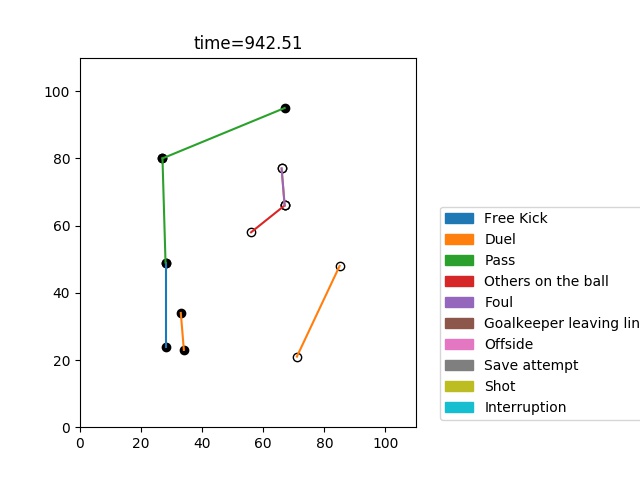 time=942.51
100
80
60
40
20
0
0 20 40 60 80 100
Free Kick
Duel
Pass
Others on the ball
Foul
Goalkeeper leaving lin
Offside
Save attempt
Shot
Interruption